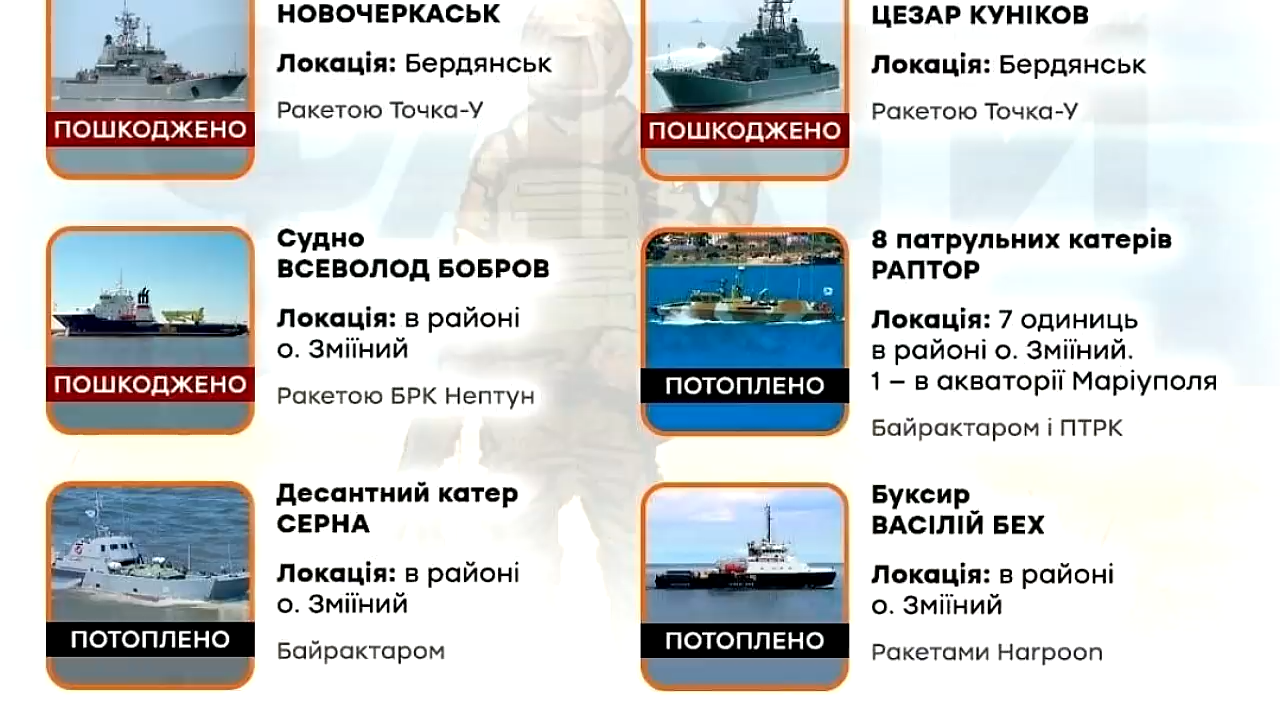 НОВОЧЕРКАСЬК
Локація: Бердянськ
Ракетою Точка-У
ПОШКОДЖЕНО
ЦЕЗАР КУНІКОВ
Локація: Бердянськ
Ракетою Точка-У
ПОШКОДЖЕНО
Судно
ВСЕВОЛОД БОБРОВ
Локація: в районі
о. Зміїний
Ракетою БРК Нептун
ПОШКОДЖЕНО
8 патрульних катерів
РАПТОР
Локація: 7 одиниць
в районі о. Зміїний.
1 – в акваторії Маріуполя
Байрактаром і ПТРК
ПОТОПЛЕНО
Десантний катер
СЕРНА
Локація: в районі
о. Зміїний
Байрактаром
ПОТОПЛЕНО
Буксир
ВАСІЛІЙ БЕХ
Локація: в районі
о. Зміїний
Ракетами Harpoon
ПОТОПЛЕНО